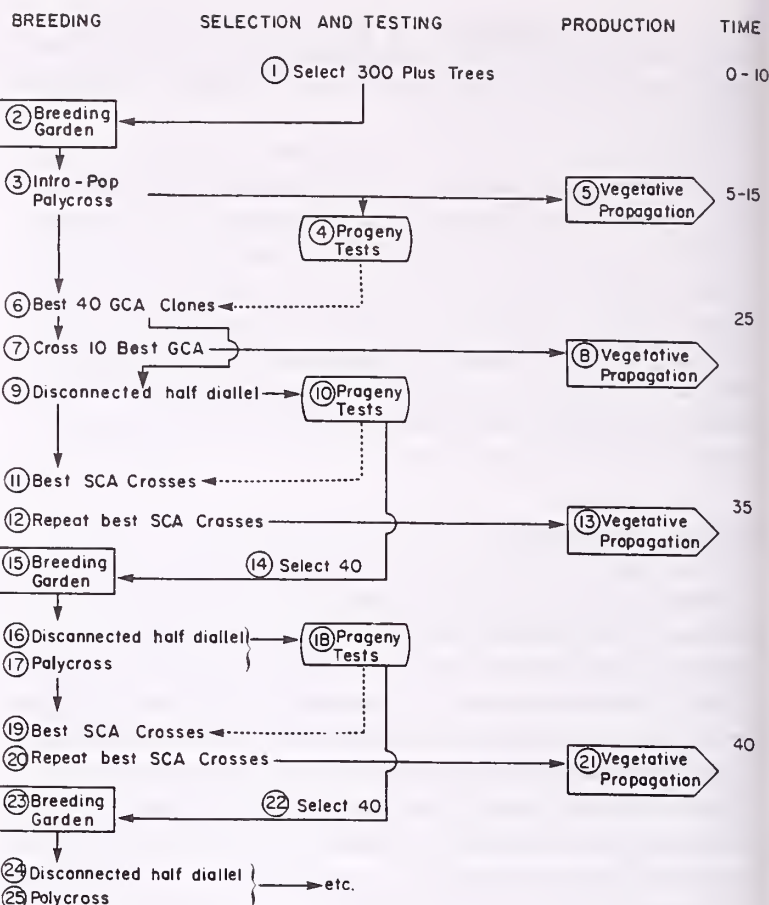 BREEDING SELECTION AND TESTING PRODUCTION TIME
1 Select 300 Plus Trees 0-10
2 Breeding
Garden
3 Intro-Pop
Polycross
5 Vegetative
Propagation
5-15
4 Progeny
Tests
6 Best 40 GCA Clones
25
7 Cross 10 Best GCA
8 Vegetotive
Propagation
9 Disconnected half diallel
10 Progeny
Tests
11 Best SCA Crosses
35
12 Repeat best SCA Crasses
13 Vegetative
Propagation
15 Breeding
Garden
14 Select 40
16 Disconnected half diallel
17 Polycross
18 Progeny
Tests
19 Best SCA Crosses
40
20 Repeat best SCA Crosses
21 Vegetative
Propagation
23 Breeding
Garden
22 Select 40
24 Disconnected half diallel
25 Polycross
etc.